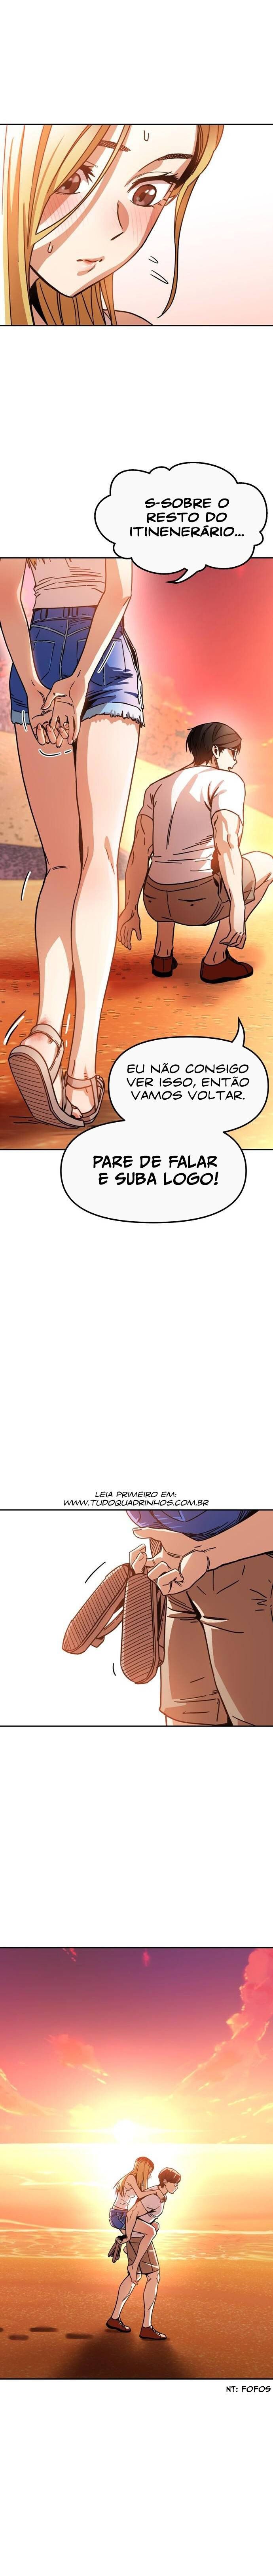 S-SOBRE O
RESTO DO
ITINENERÁRIO...
EU NÃO CONSIGO
VER ISSO, ENTÃO
VAMOS VOLTAR.
PARE DE FALAR
E SUBA LOGO!
LEIA PRIMEIRO EM:
WWW.TUDOQUADRINHOS.COM.BR
NT: FOFOS